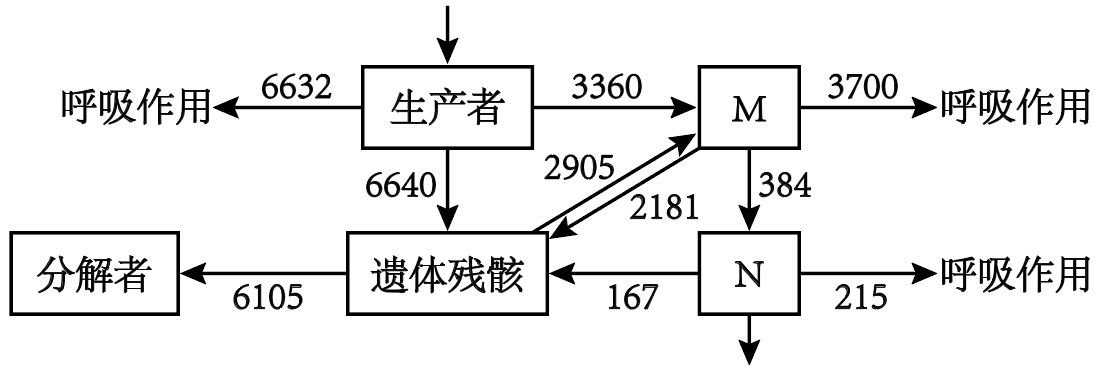 6632
3360
3700
呼吸作用
生产者
M
呼吸作用
2905
6640
384
2181
分解者
遗体残骸
N
呼吸作用
6105
167
215